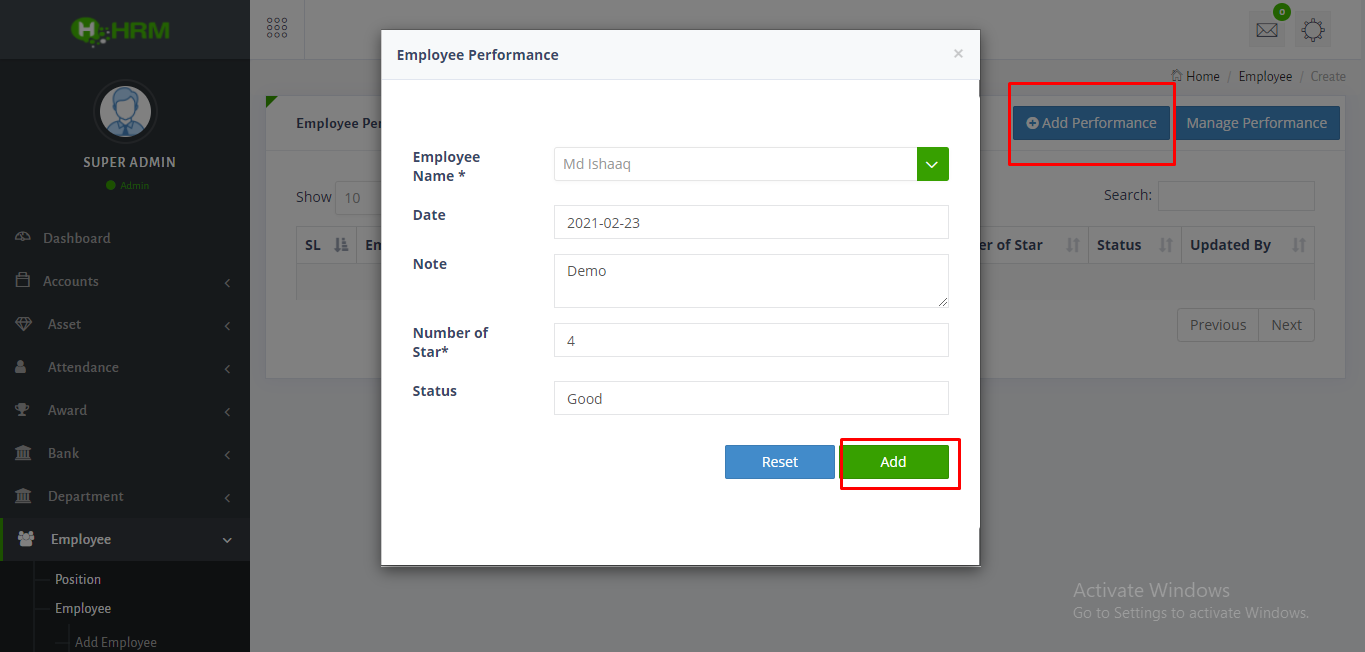 HRM
0
Employee Performance
×
Home / Employee / Create
SUPER ADMIN
Admin
Employee Per
Add Performance
Manage Performance
Show 10
Search:
SL
Em
er of Star
Status
Updated By
Previous
Next
Employee
Name *
Md Ishaaq
Date
2021-02-23
Note
Demo
Number of
Star*
4
Status
Good
Reset
Add
Dashboard
Accounts
Asset
Attendance
Award
Bank
Department
Employee
Position
Employee
Add Employee
Activate Windows
Go to Settings to activate Windows.